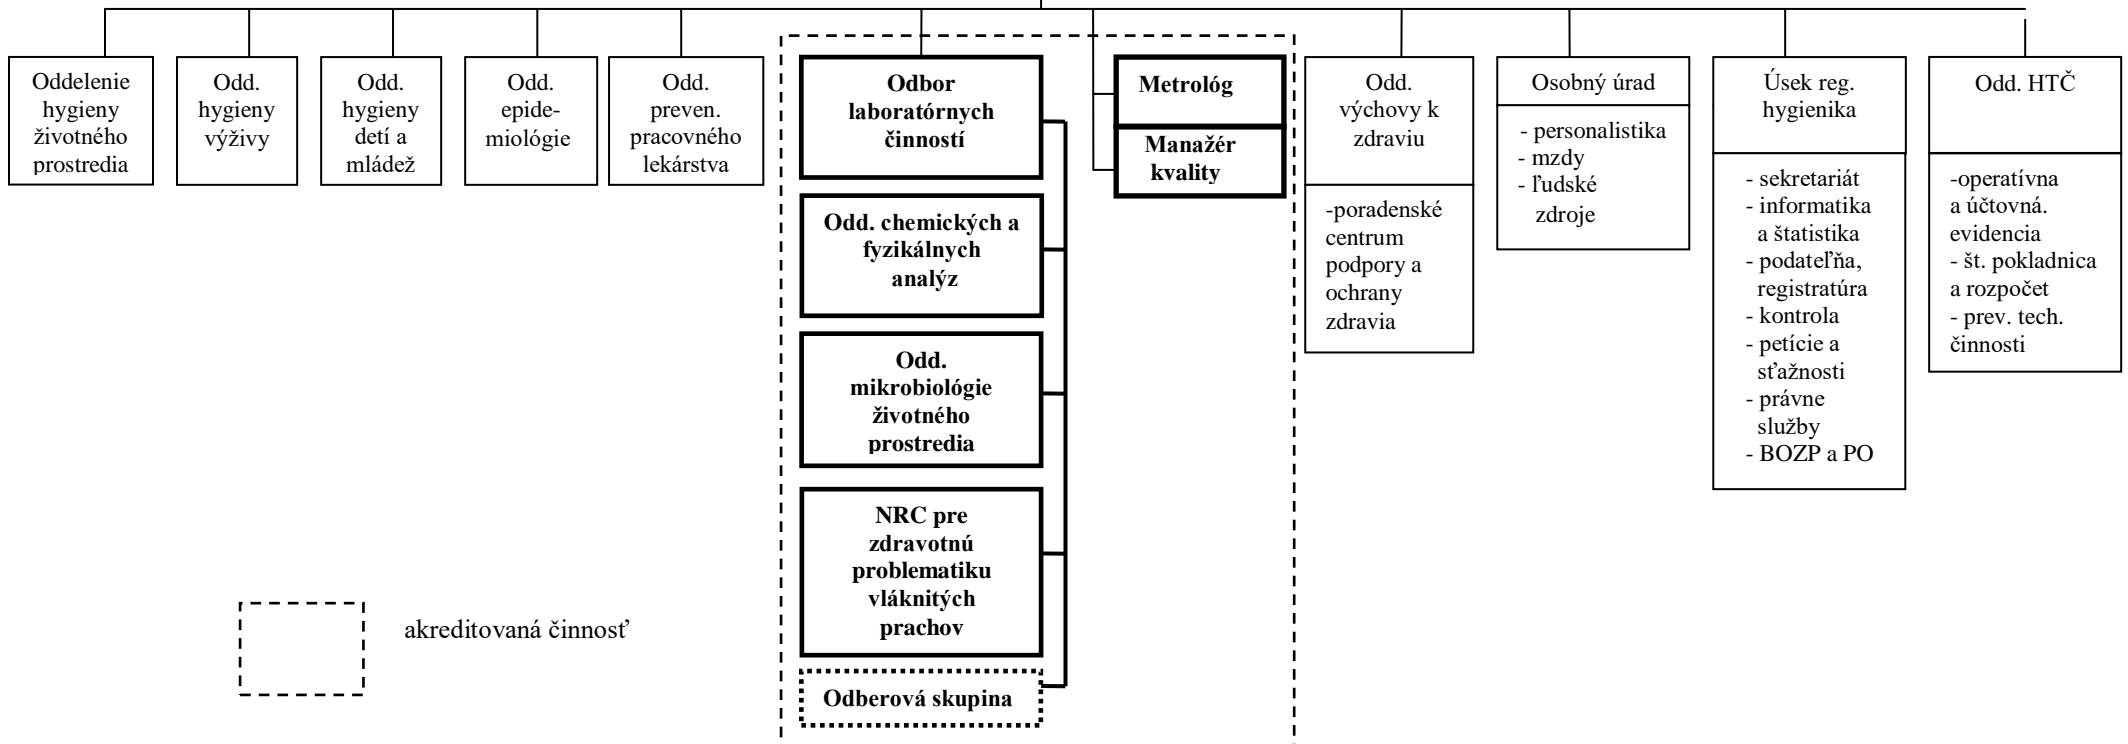 Oddelenie
hygieny
životného
prostredia
Odd.
hygieny
výživy
Odd.
hygieny
detí a
mládež
Odd.
epide-
miológie
Odd.
preven.
pracovného
lekárstva
Odbor
laboratórnych
činností
Odd. chemických a
fyzikálnych
analýz
Odd.
mikrobiológie
životného
prostredia
NRC pre
zdravotnú
problematiku
vláknitých
prachov
Odberová skupina
Metrológ
Manažér
kvality
Odd.
výchovy k
zdraviu
-poradenské
centrum
podpory a
ochrany
zdravia
Osobný úrad
- personalistika
- mzdy
- ľudské
zdroje
Úsek reg.
hygienika
- sekretariát
- informatika
a štatistika
- podateľňa,
registratúra
- kontrola
- petície a
sťažnosti
- právne
služby
- BOZP a PO
Odd. HTČ
-operatívna
a účtovná.
evidencia
- št. pokladnica
a rozpočet
- prev. tech.
činnosti
akreditovaná činnosť